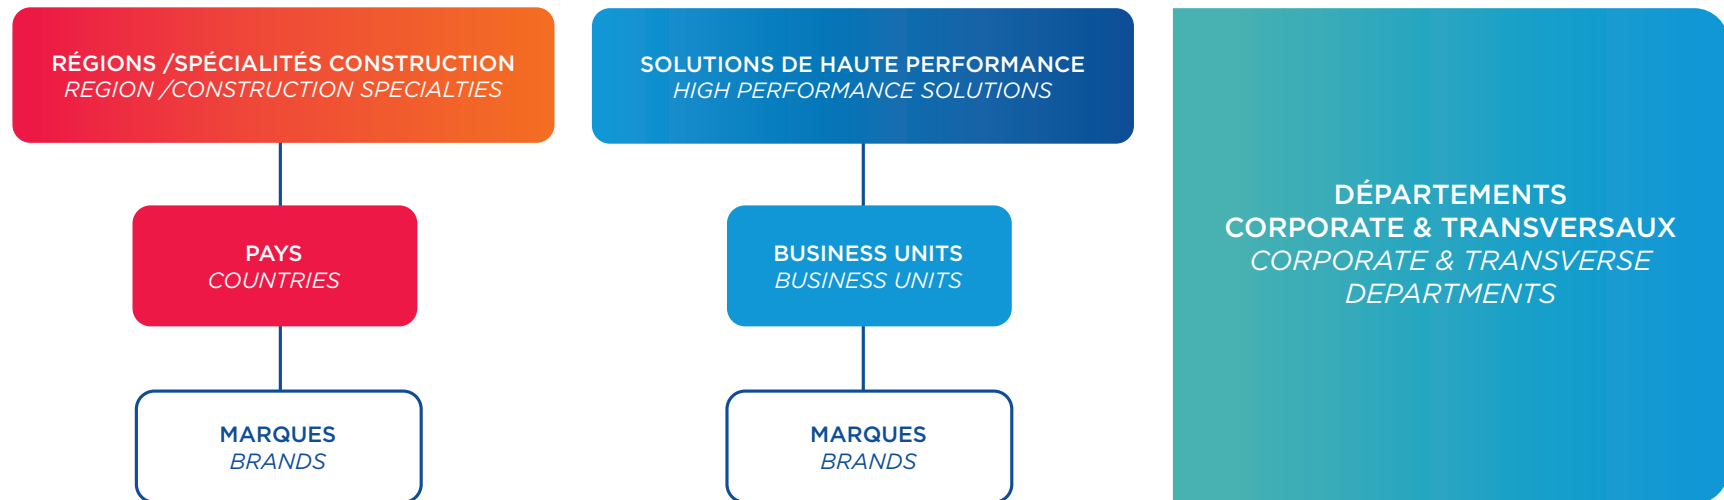 RÉGIONS /SPÉCIALITÉS CONSTRUCTION
REGION /CONSTRUCTION SPECIALTIES
PAYS
COUNTRIES
MARQUES
BRANDS
SOLUTIONS DE HAUTE PERFORMANCE
HIGH PERFORMANCE SOLUTIONS
BUSINESS UNITS
BUSINESS UNITS
MARQUES
BRANDS
DÉPARTEMENTS
CORPORATE & TRANSVERSAUX
CORPORATE & TRANSVERSE
DEPARTMENTS